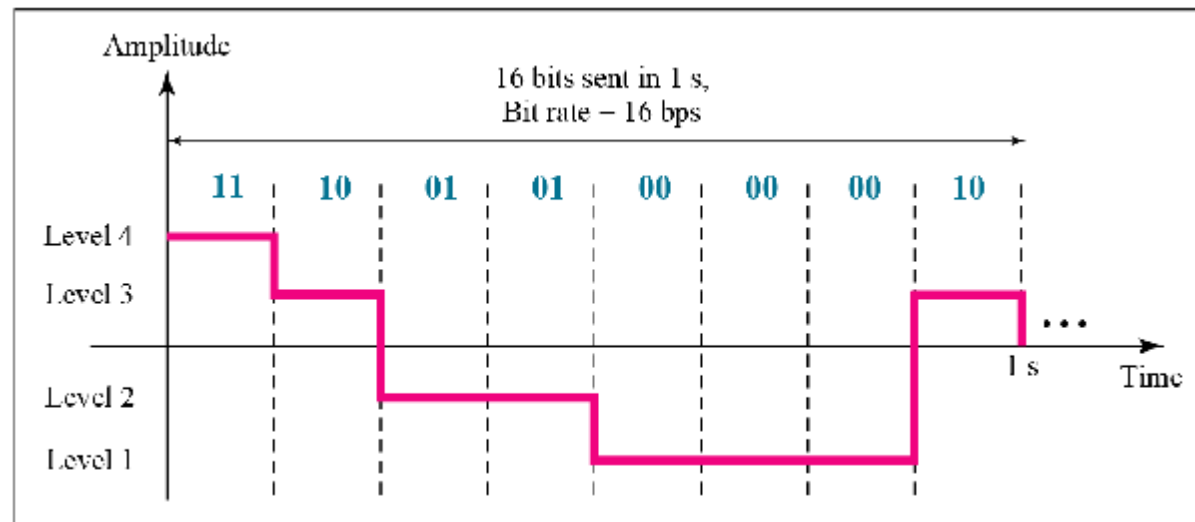 Amplitude
16 bits sent in 1 s,
Bit rate = 16 bps
11 10 01 01 00 00 00 10
Level 4
Level 3
...
1 s
Time
Level 2
Level 1